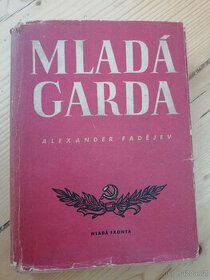 MLADÁ
GARDA
ALEXANDER FADĚJEV
MLADÁ FRONTA